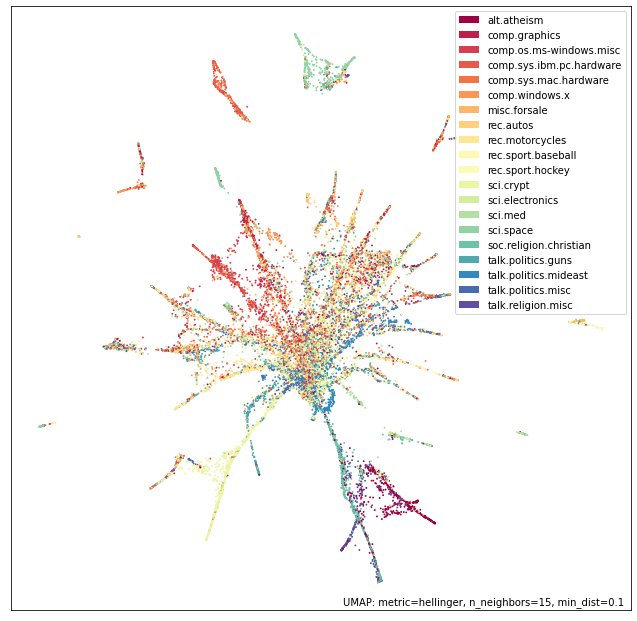 alt.atheism
comp.graphics
comp.os.ms-windows.misc
comp.sys.ibm.pc.hardware
comp.sys.mac.hardware
comp.windows.x
misc.forsale
rec.autos
rec.motorcycles
rec.sport.baseball
rec.sport.hockey
sci.crypt
sci.electronics
sci.med
sci.space
soc.religion.christian
talk.politics.guns
talk.politics.mideast
talk.politics.misc
talk.religion.misc
UMAP: metric=hellinger, n_neighbors=15, min_dist=0.1